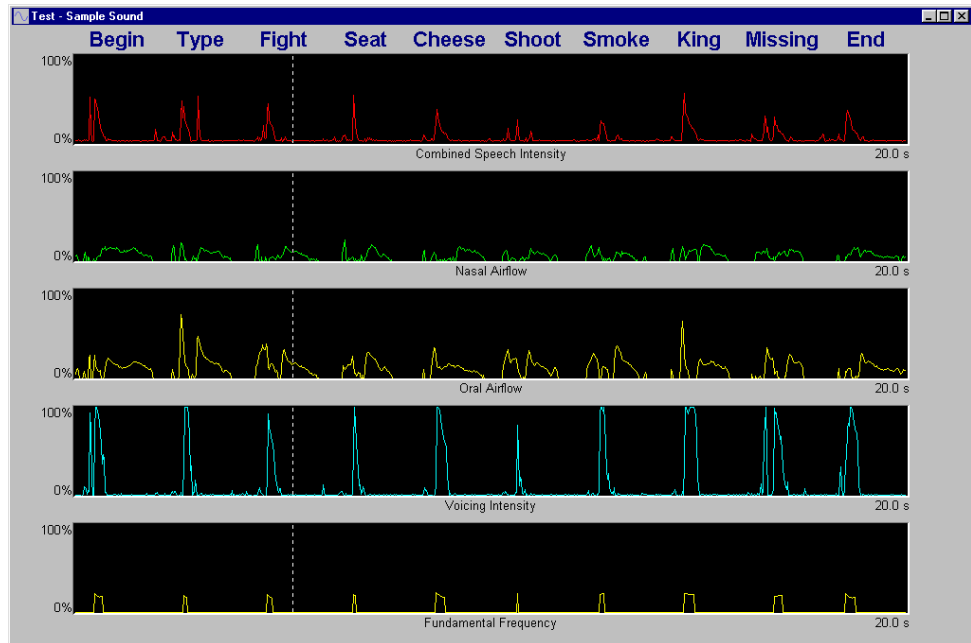 Test - Sample Sound
Begin Type Fight Seat Cheese Shoot Smoke King Missing End
100%
0%
Combined Speech Intensity 20.0 s
100%
0%
Nasal Airflow 20.0 s
100%
0%
Oral Airflow 20.0 s
100%
0%
Voicing Intensity 20.0 s
100%
0%
Fundamental Frequency 20.0 s